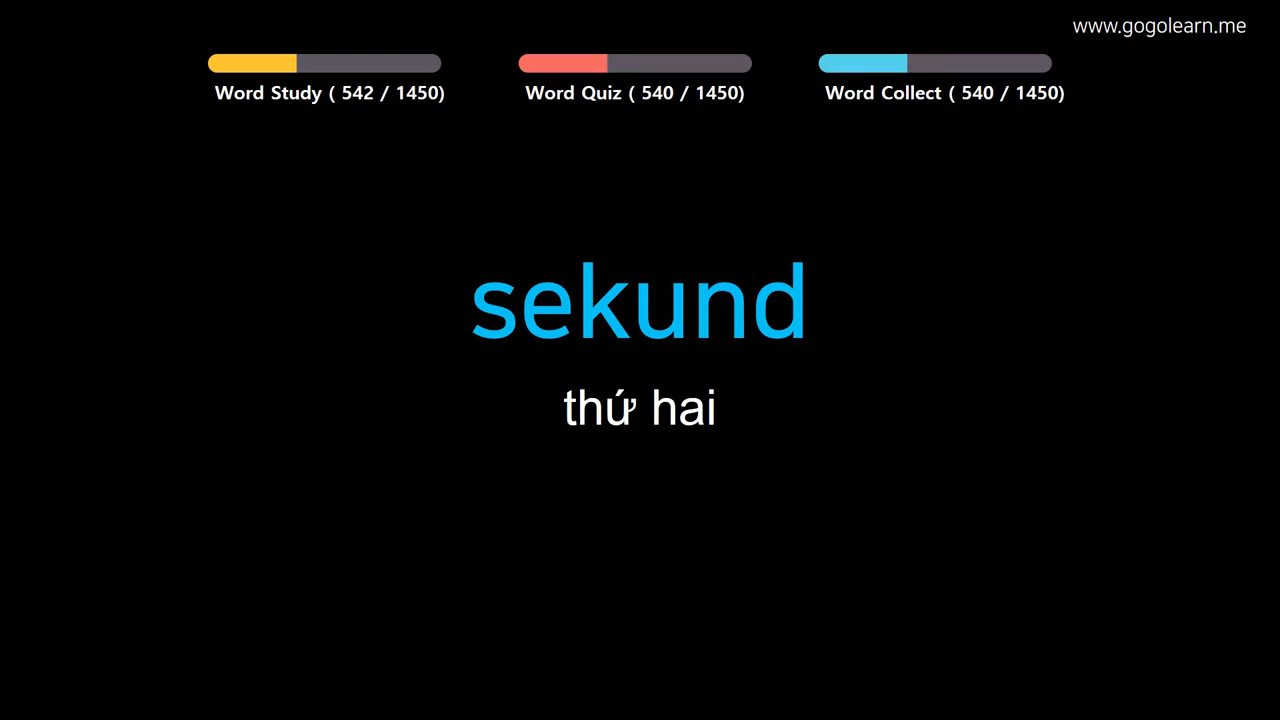 www.gogolearn.me
Word Study ( 542 / 1450)
Word Quiz ( 540 / 1450)
Word Collect ( 540 / 1450)
sekund
thứ hai